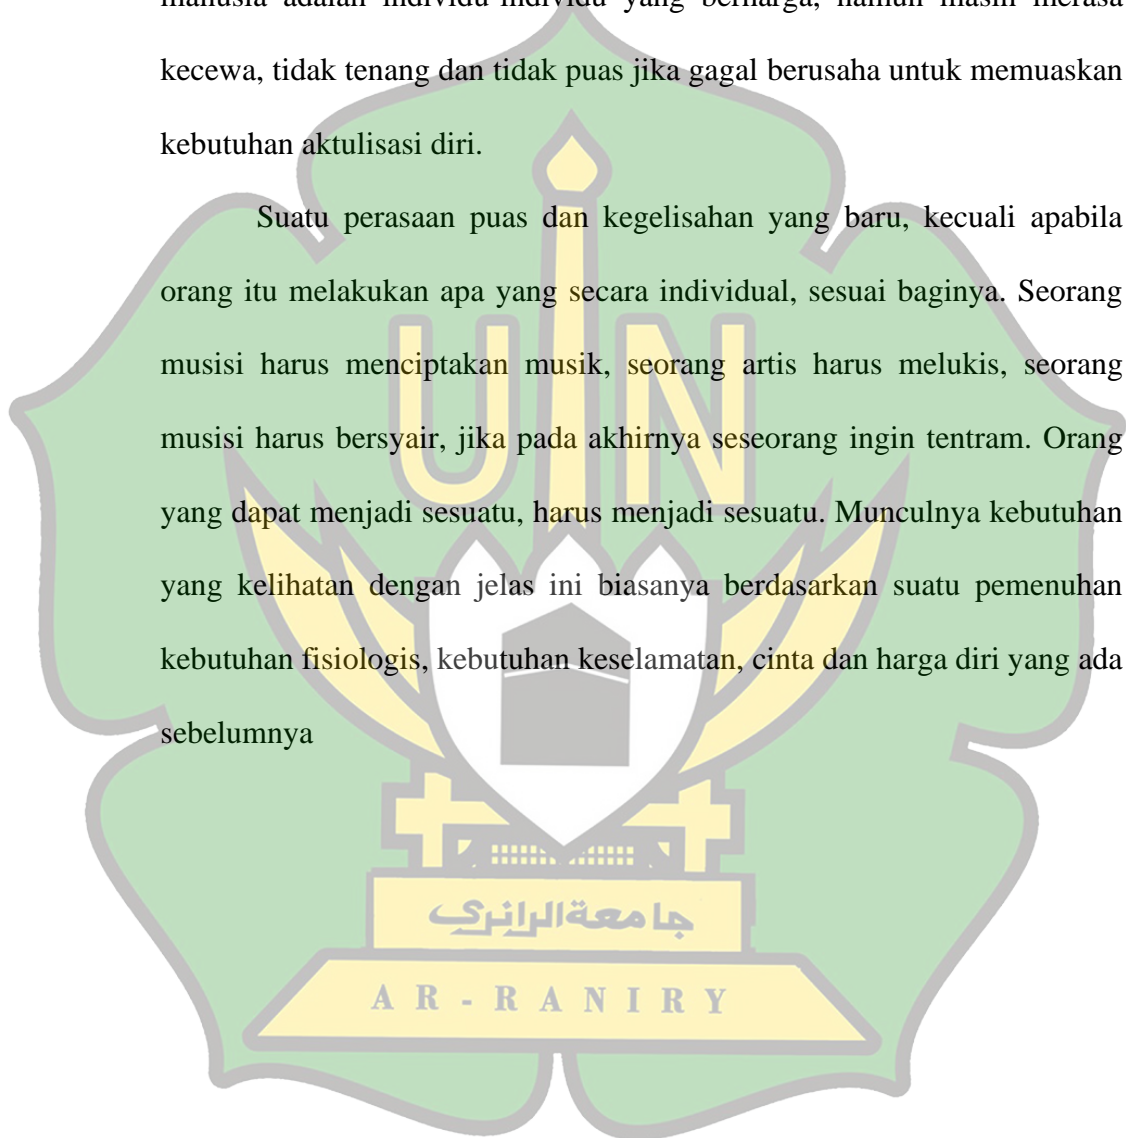 kecewa, tidak tenang dan tidak puas jika gagal berusaha untuk memuaskan
kebutuhan aktulisasi diri.
Suatu perasaan puas dan kegelisahan yang baru, kecuali apabila
orang itu melakukan apa yang secara individual, sesuai baginya. Seorang
musisi harus menciptakan musik, seorang artis harus melukis, seorang
musisi harus bersyair, jika pada akhirnya seseorang ingin tentram. Orang
yang dapat menjadi sesuatu, harus menjadi sesuatu. Munculnya kebutuhan
yang kelihatan dengan jelas ini biasanya berdasarkan suatu pemenuhan
kebutuhan fisiologis, kebutuhan keselamatan, cinta dan harga diri yang ada
sebelumnya
UIN
جامعةالرانري
AR-RANIRY